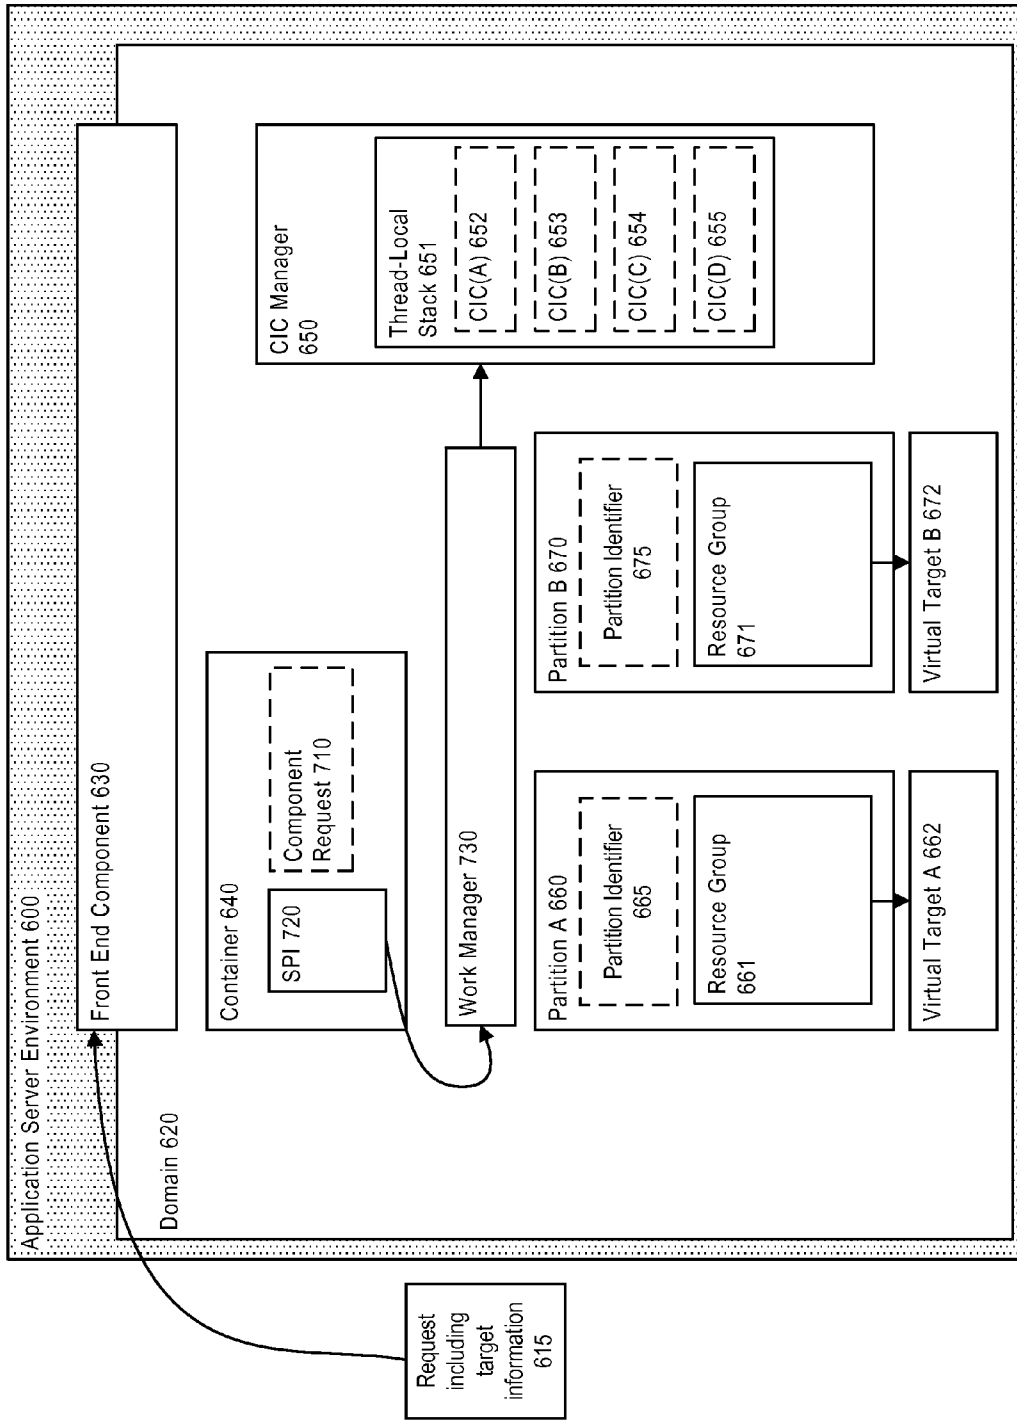 Application Server Environment 600
Front End Component 630
Domain 620
Request
including
target
information
615
Container 640
SPI 720
Component
Request 710
CIC Manager
650
Thread-Local
Stack 651
CIC(A) 652
CIC(B) 653
CIC(C) 654
CIC(D) 655
Work Manager 730
Partition A 660
Partition Identifier
665
Resource Group
661
Virtual Target A 662
Partition B 670
Partition Identifier
675
Resource Group
671
Virtual Target B 672